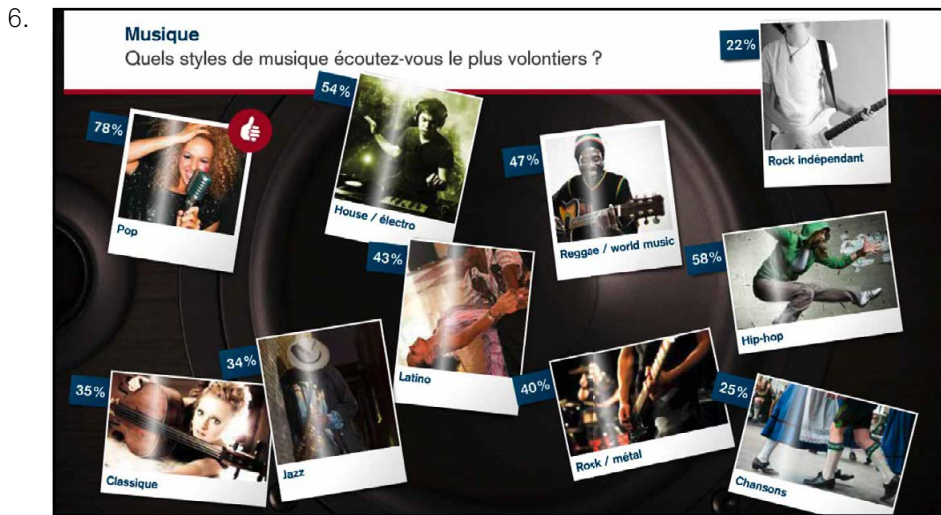 6.
Musique
Quels styles de musique écoutez-vous le plus volontiers ?
22%
Rock indépendant
78%
Pop
54%
House / électro
47%
Reggae / world music
43%
Latino
58%
Hip-hop
35%
Classique
34%
Jazz
40%
Rock / métal
25%
Chansons